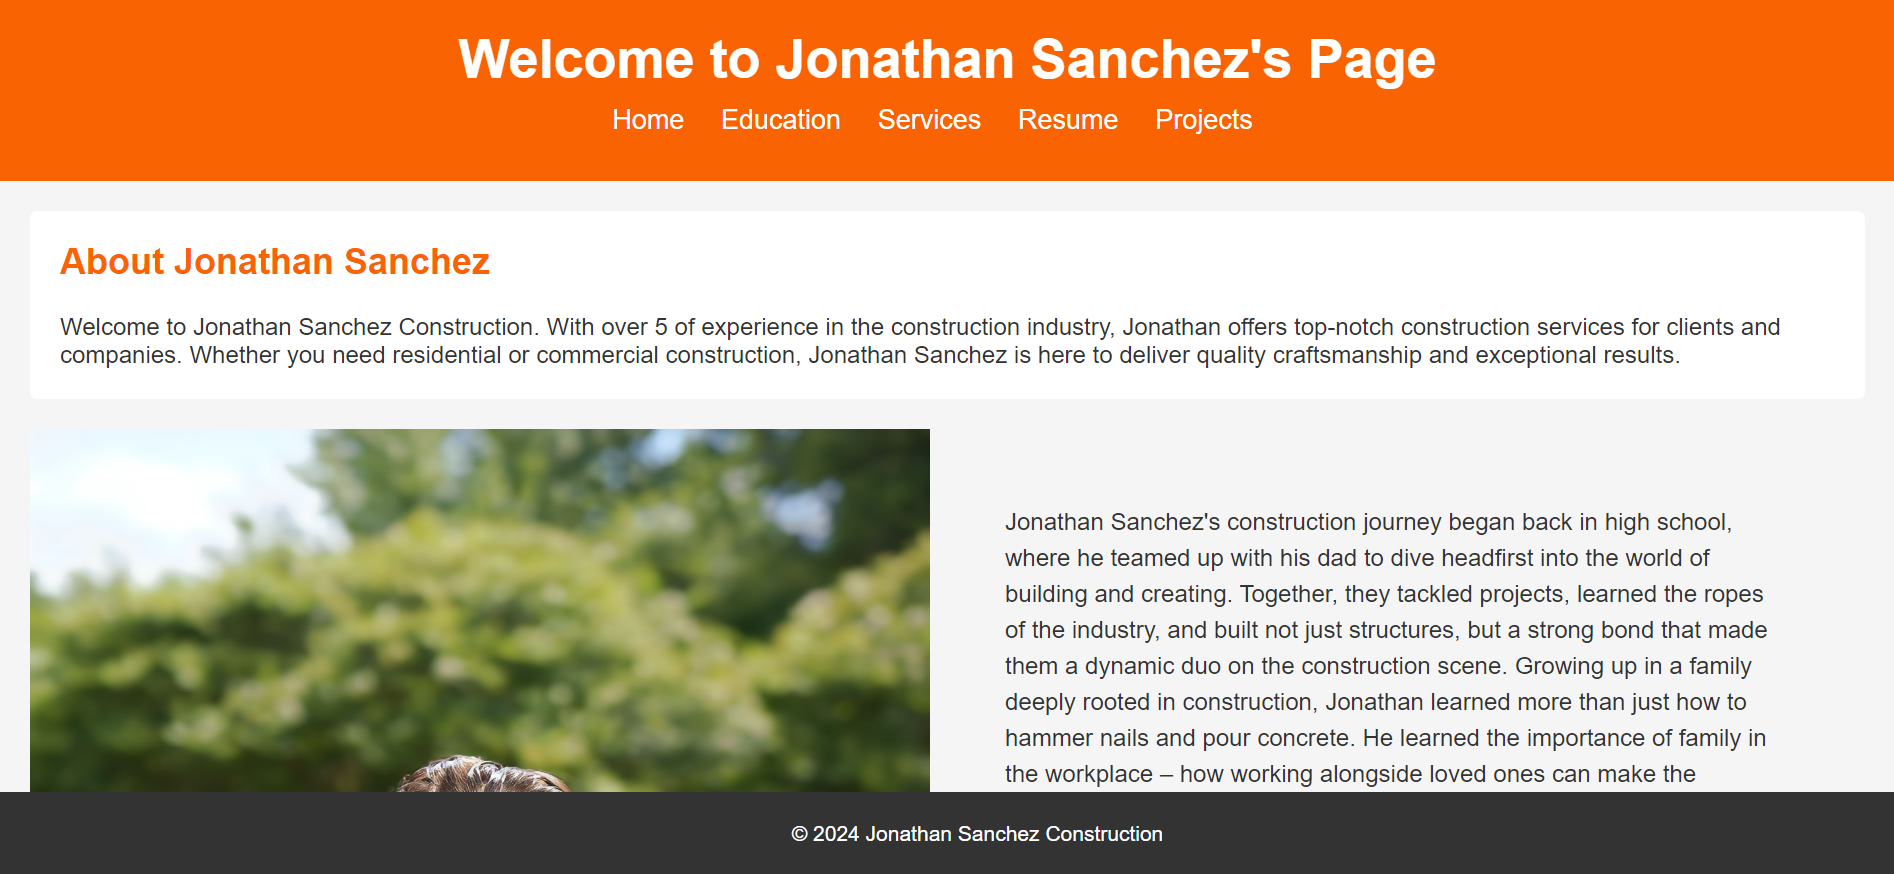 Welcome to Jonathan Sanchez's Page
Home Education Services Resume Projects
About Jonathan Sanchez
Welcome to Jonathan Sanchez Construction. With over 5 of experience in the construction industry, Jonathan offers top-notch construction services for clients and
companies. Whether you need residential or commercial construction, Jonathan Sanchez is here to deliver quality craftsmanship and exceptional results.
Jonathan Sanchez's construction journey began back in high school,
where he teamed up with his dad to dive headfirst into the world of
building and creating. Together, they tackled projects, learned the ropes
of the industry, and built not just structures, but a strong bond that made
them a dynamic duo on the construction scene. Growing up in a family
deeply rooted in construction, Jonathan learned more than just how to
hammer nails and pour concrete. He learned the importance of family in
the workplace – how working alongside loved ones can make the
© 2024 Jonathan Sanchez Construction